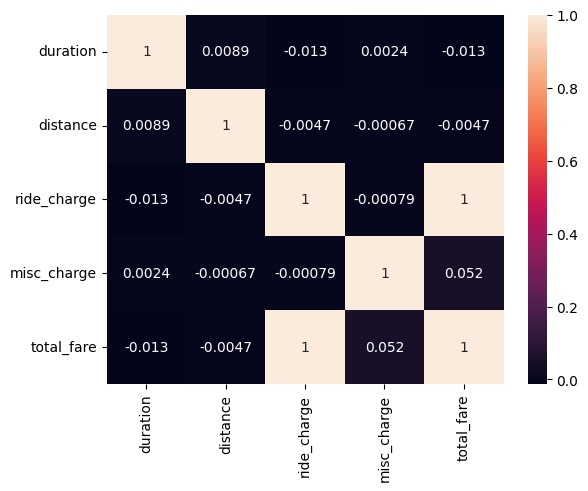 duration 1 0.0089 -0.013 0.0024 -0.013
distance 0.0089 1 -0.0047 -0.00067 -0.0047
ride_charge -0.013 -0.0047 1 -0.00079 1
misc_charge 0.0024 -0.00067 -0.00079 1 0.052
total_fare -0.013 -0.0047 1 0.052 1
duration distance ride_charge misc_charge total_fare
1.0
0.8
0.6
0.4
0.2
0.0